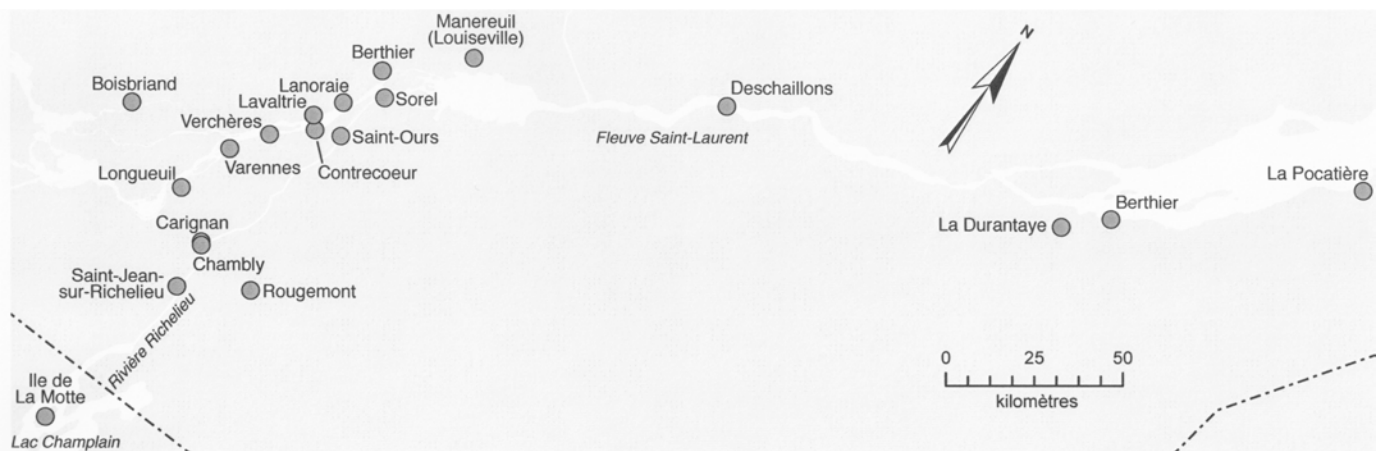 Manereuil
(Louiseville)
Berthier
Boisbriand
Lanoraie
Lavaltrie
Sorel
Verchères
Deschaillons
N
Saint-Ours
Fleuve Saint-Laurent
Varennes
Contrecoeur
Longueuil
La Pocatière
Berthier
La Durantaye
Carignan
Chambly
Saint-Jean-
sur-Richelieu
Rougemont
Rivière Richelieu
0 25 50
kilomètres
Ile de
La Motte
Lac Champlain